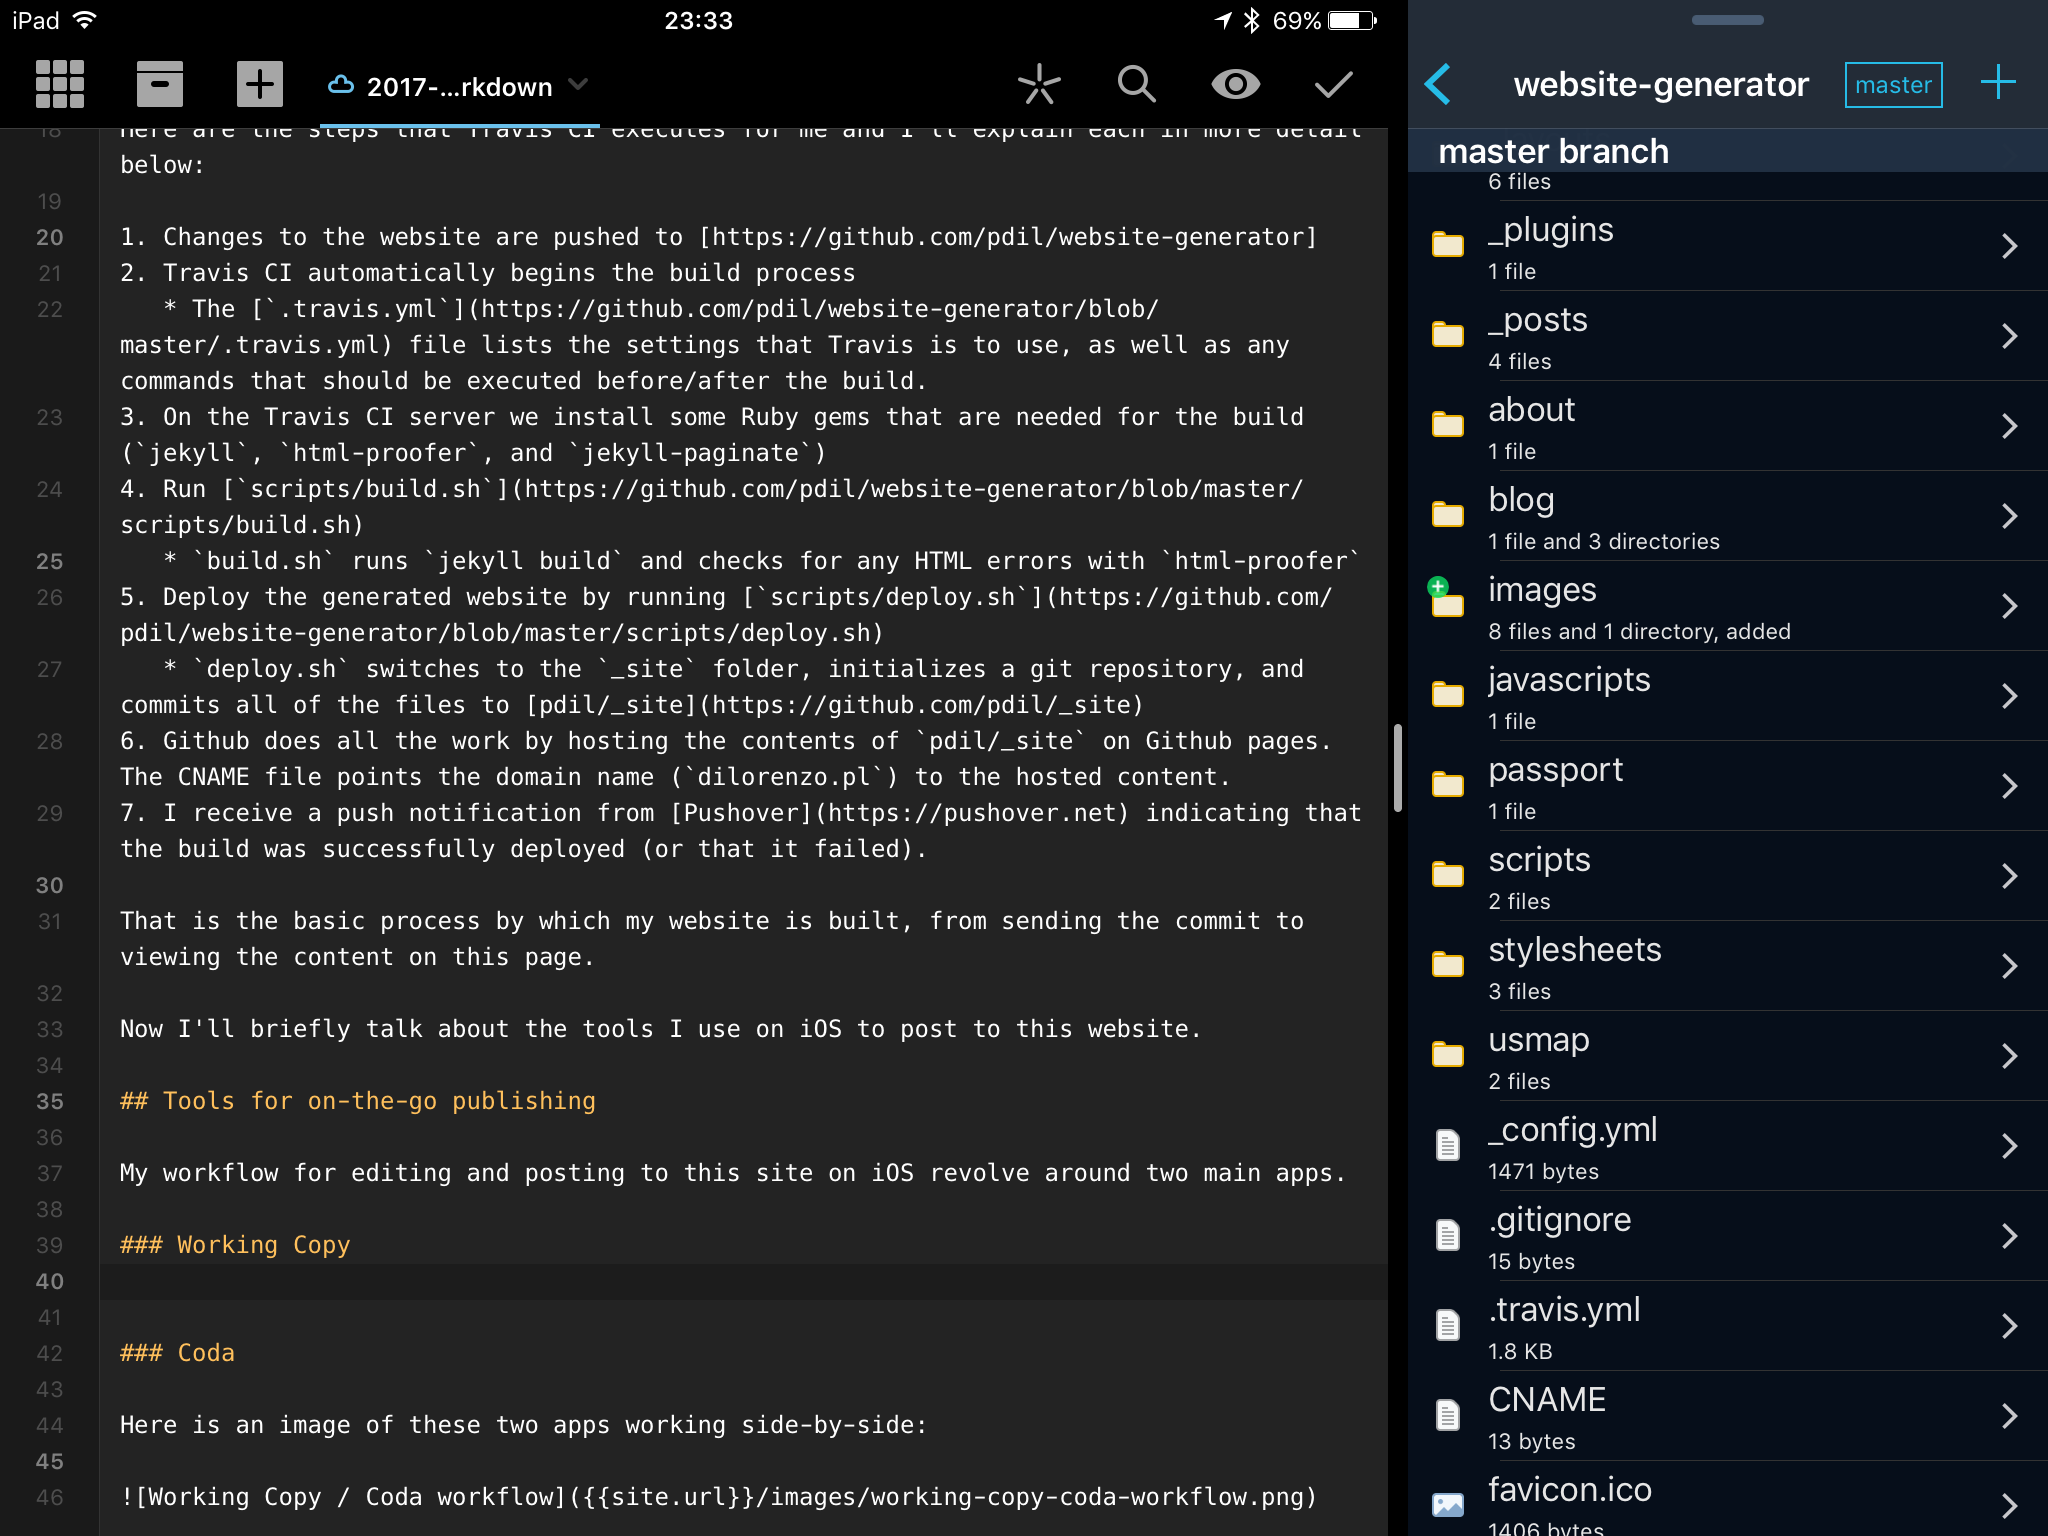 iPad 23:33 69%
2017-...rkdown
18 Here are the steps that Travis CI executes for me and I'll explain each in more detail
below:
19
20 1. Changes to the website are pushed to [https://github.com/pdil/website-generator]
21 2. Travis CI automatically begins the build process
22 * The [`.travis.yml`](https://github.com/pdil/website-generator/blob/
master/.travis.yml) file lists the settings that Travis is to use, as well as any
commands that should be executed before/after the build.
23 3. On the Travis CI server we install some Ruby gems that are needed for the build
(`jekyll`, `html-proofer`, and `jekyll-paginate`)
24 4. Run [`scripts/build.sh`](https://github.com/pdil/website-generator/blob/master/
scripts/build.sh)
25 * `build.sh` runs `jekyll build` and checks for any HTML errors with `html-proofer`
26 5. Deploy the generated website by running [`scripts/deploy.sh`](https://github.com/
pdil/website-generator/blob/master/scripts/deploy.sh)
27 * `deploy.sh` switches to the `_site` folder, initializes a git repository, and
commits all of the files to [pdil/_site](https://github.com/pdil/_site)
28 6. Github does all the work by hosting the contents of `pdil/_site` on Github pages.
The CNAME file points the domain name (`dilorenzo.pl`) to the hosted content.
29 7. I receive a push notification from [Pushover](https://pushover.net) indicating that
the build was successfully deployed (or that it failed).
30
31 That is the basic process by which my website is built, from sending the commit to
viewing the content on this page.
32
33 Now I'll briefly talk about the tools I use on iOS to post to this website.
34
35 ## Tools for on-the-go publishing
36
37 My workflow for editing and posting to this site on iOS revolve around two main apps.
38
39 ### Working Copy
40
41
42 ### Coda
43
44 Here is an image of these two apps working side-by-side:
45
46 ![Working Copy / Coda workflow]({{site.url}}/images/working-copy-coda-workflow.png)
website-generator master
master branch
6 files
_plugins
1 file
_posts
4 files
about
1 file
blog
1 file and 3 directories
images
8 files and 1 directory, added
javascripts
1 file
passport
1 file
scripts
2 files
stylesheets
3 files
usmap
2 files
_config.yml
1471 bytes
.gitignore
15 bytes
.travis.yml
1.8 KB
CNAME
13 bytes
favicon.ico
1406 bytes